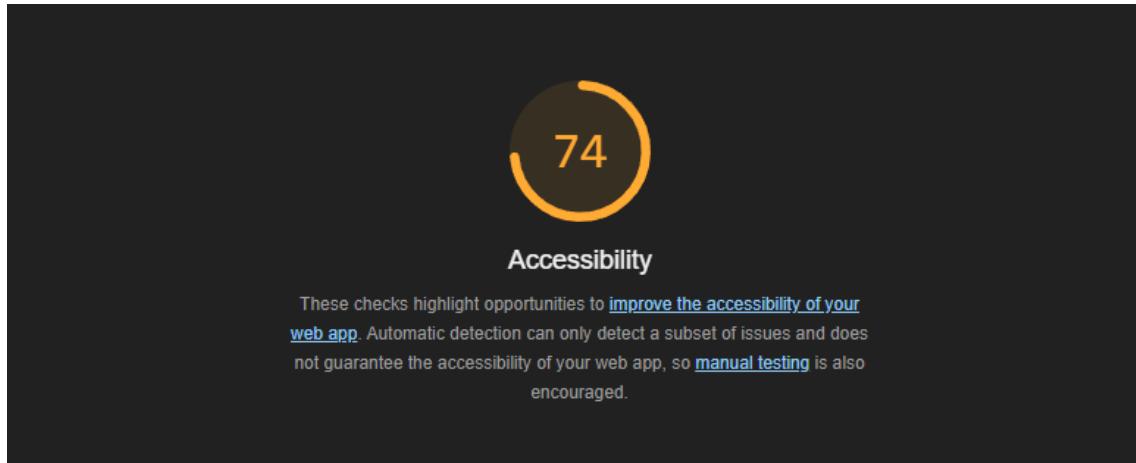 74
Accessibility
These checks highlight opportunities to improve the accessibility of your
web app. Automatic detection can only detect a subset of issues and does
not guarantee the accessibility of your web app, so manual testing is also
encouraged.